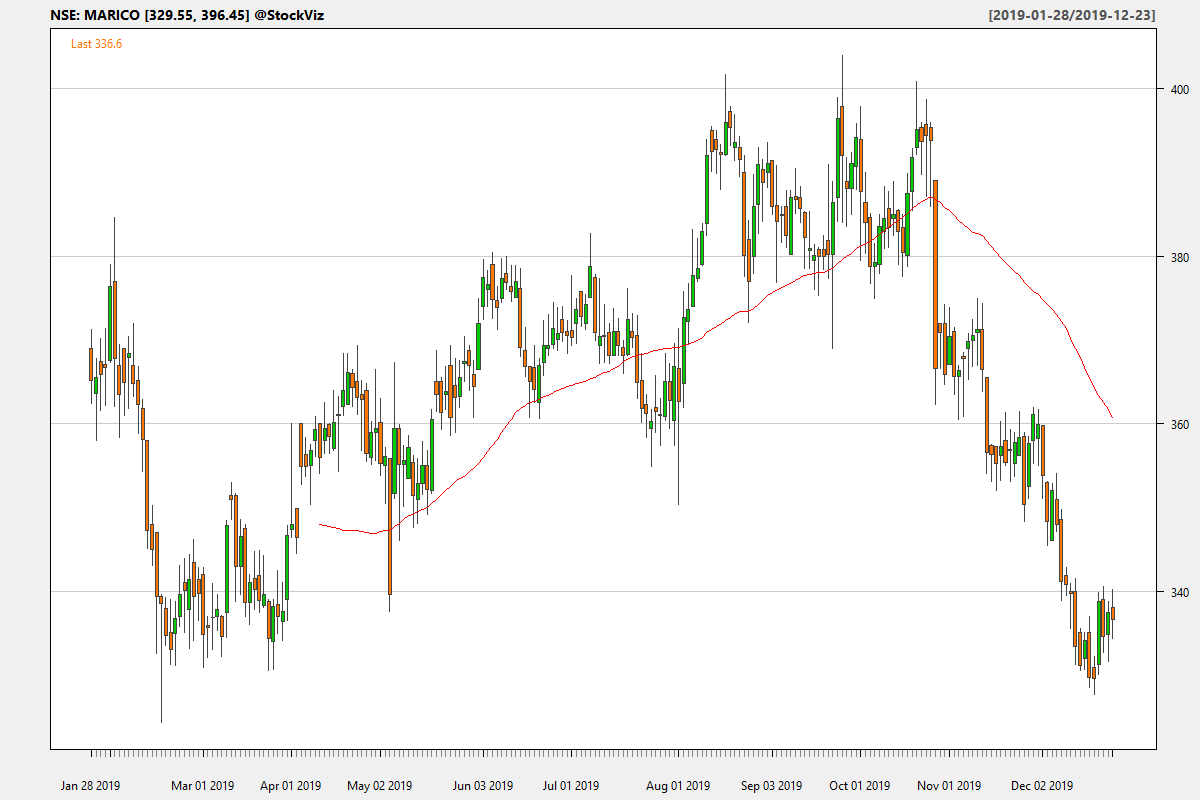 NSE: MARICO [329.55, 396.45] @StockViz [2019-01-28/2019-12-23]
Last 336.6
400
380
360
340
Jan 28 2019 Mar 01 2019 Apr 01 2019 May 02 2019 Jun 03 2019 Jul 01 2019 Aug 01 2019 Sep 03 2019 Oct 01 2019 Nov 01 2019 Dec 02 2019